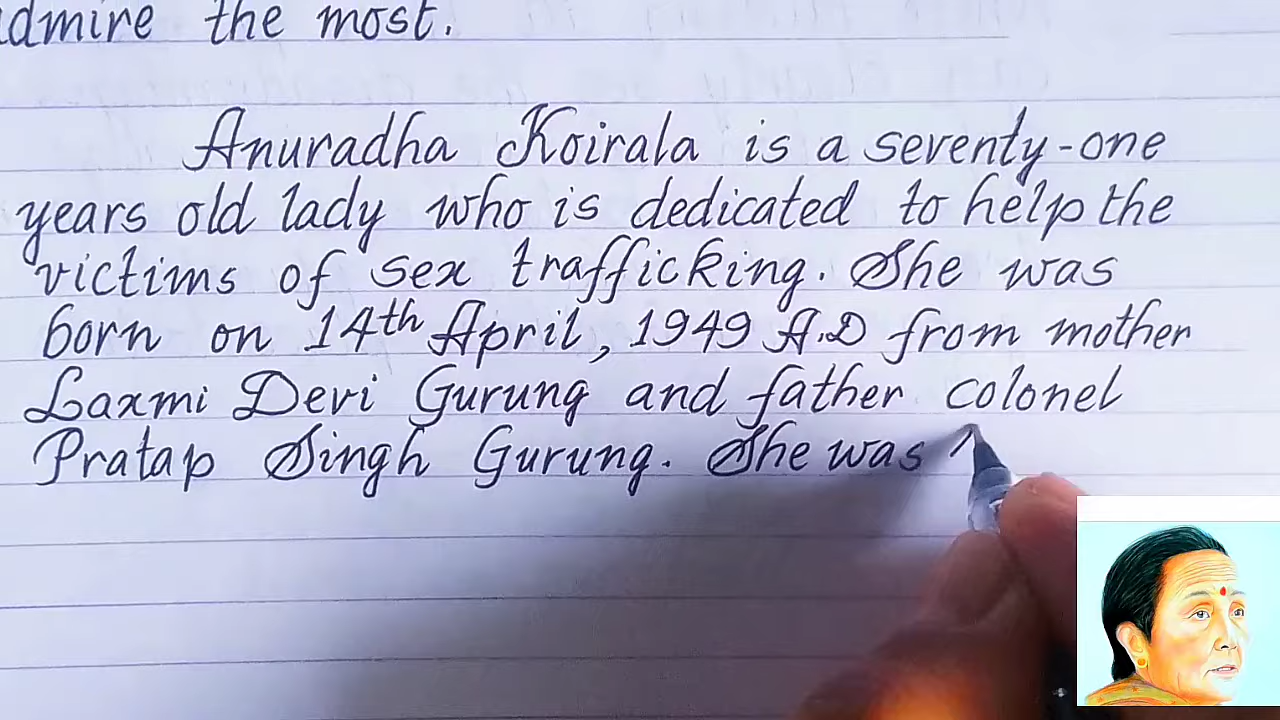 admire the most.
Anuradha Koirala is a seventy-one
years old lady who is dedicated to help the
victims of sex trafficking. She was
born on 14th April, 1949 A.D from mother
Laxmi Devi Gurung and father colonel
Pratap Singh Gurung. She was